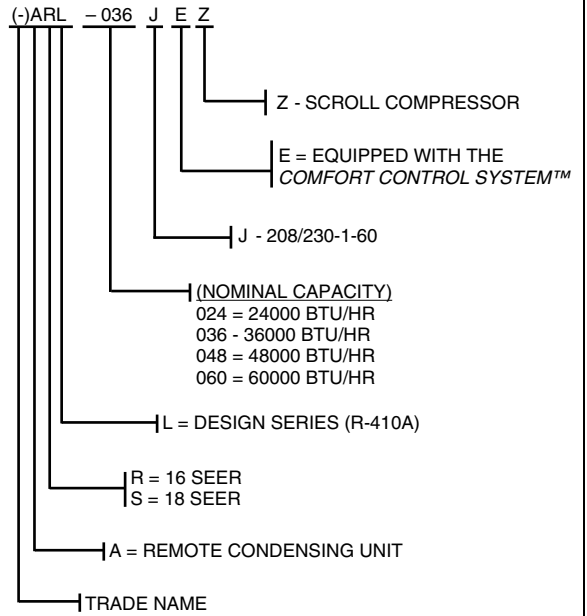 (-)ARL – 036 J E Z
Z - SCROLL COMPRESSOR
E = EQUIPPED WITH THE
COMFORT CONTROL SYSTEM™
J - 208/230-1-60
(NOMINAL CAPACITY)
024 = 24000 BTU/HR
036 - 36000 BTU/HR
048 = 48000 BTU/HR
060 = 60000 BTU/HR
L = DESIGN SERIES (R-410A)
R = 16 SEER
S = 18 SEER
A = REMOTE CONDENSING UNIT
TRADE NAME